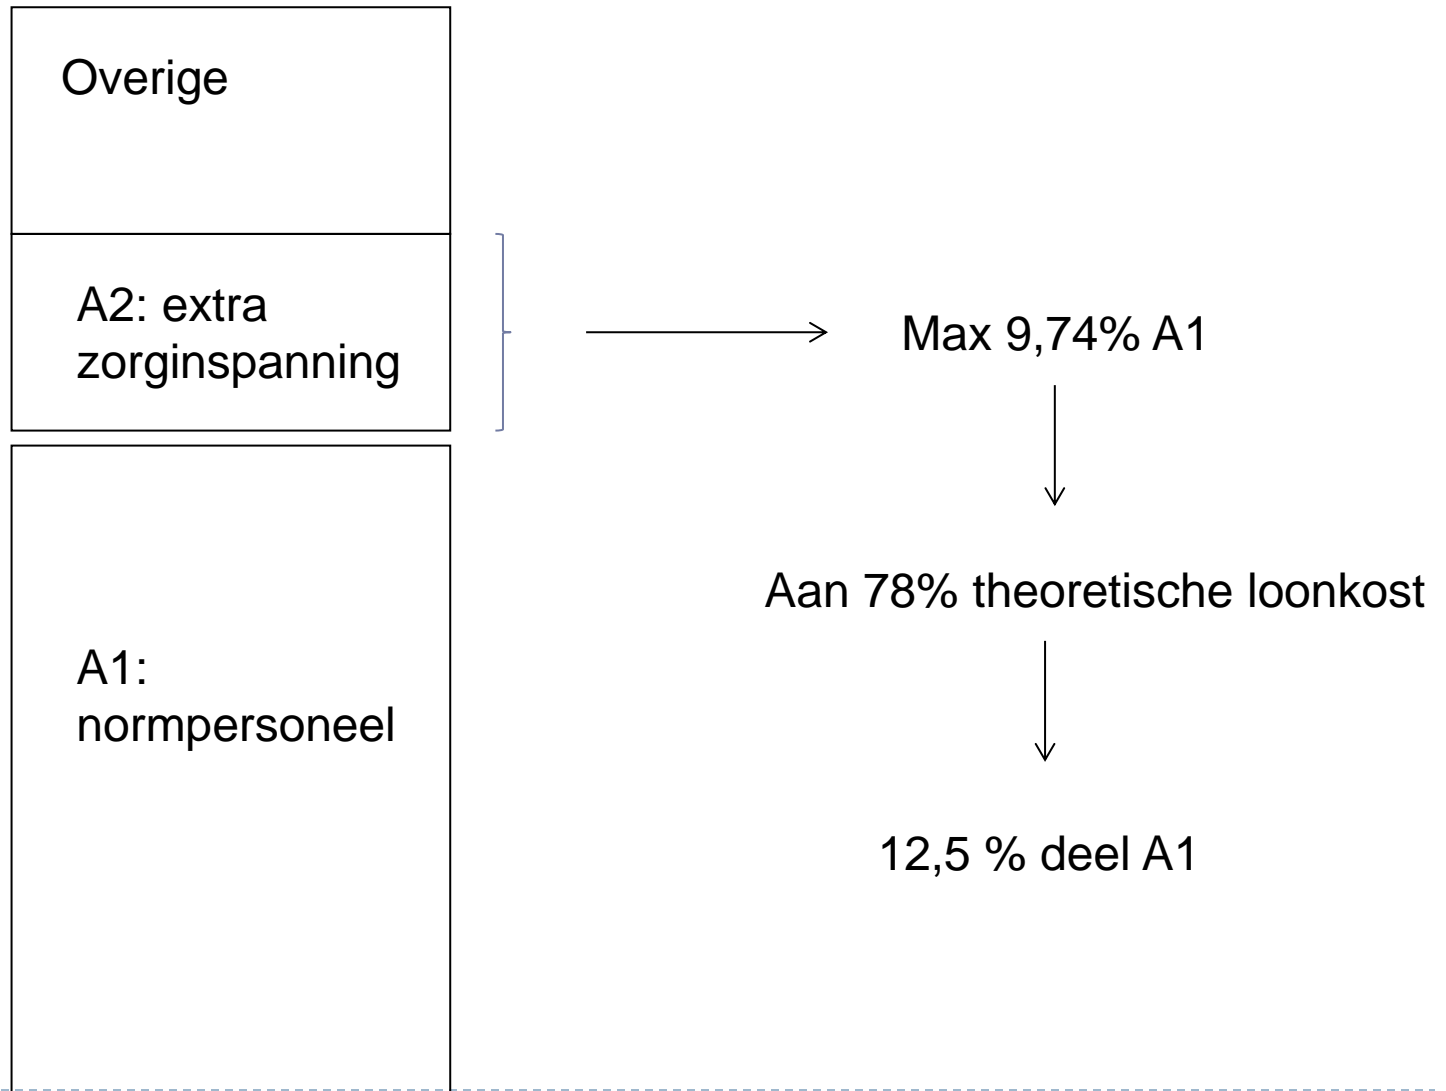 Overige
A2: extra
zorginspanning
Max 9,74% A1
Aan 78% theoretische loonkost
A1:
normpersoneel
12,5 % deel A1